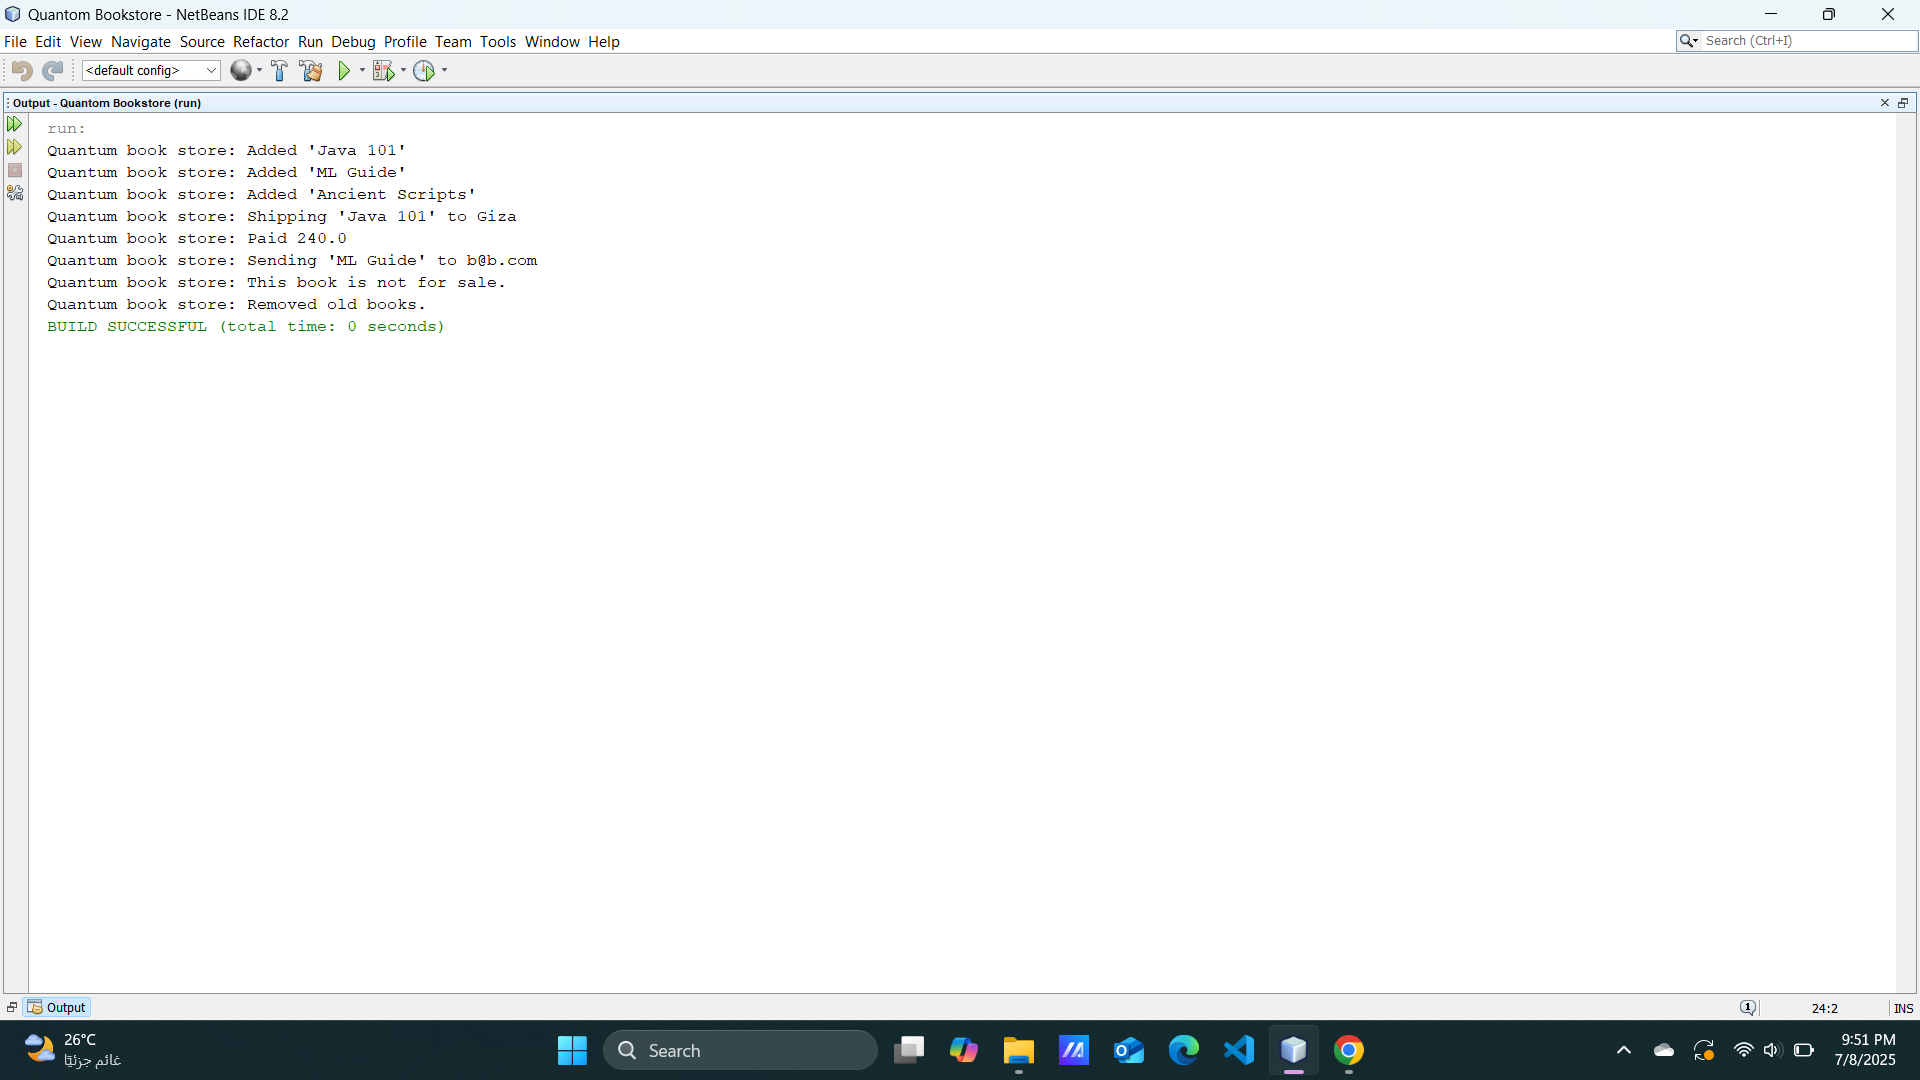 Quantom Bookstore - NetBeans IDE 8.2
File Edit View Navigate Source Refactor Run Debug Profile Team Tools Window Help
Search (Ctrl+I)
<default config>
Output - Quantom Bookstore (run)
run:
Quantum book store: Added 'Java 101'
Quantum book store: Added 'ML Guide'
Quantum book store: Added 'Ancient Scripts'
Quantum book store: Shipping 'Java 101' to Giza
Quantum book store: Paid 240.0
Quantum book store: Sending 'ML Guide' to b@b.com
Quantum book store: This book is not for sale.
Quantum book store: Removed old books.
BUILD SUCCESSFUL (total time: 0 seconds)
Output
1
24:2
INS
26°C
غائم جزئيًا
Search
9:51 PM
7/8/2025